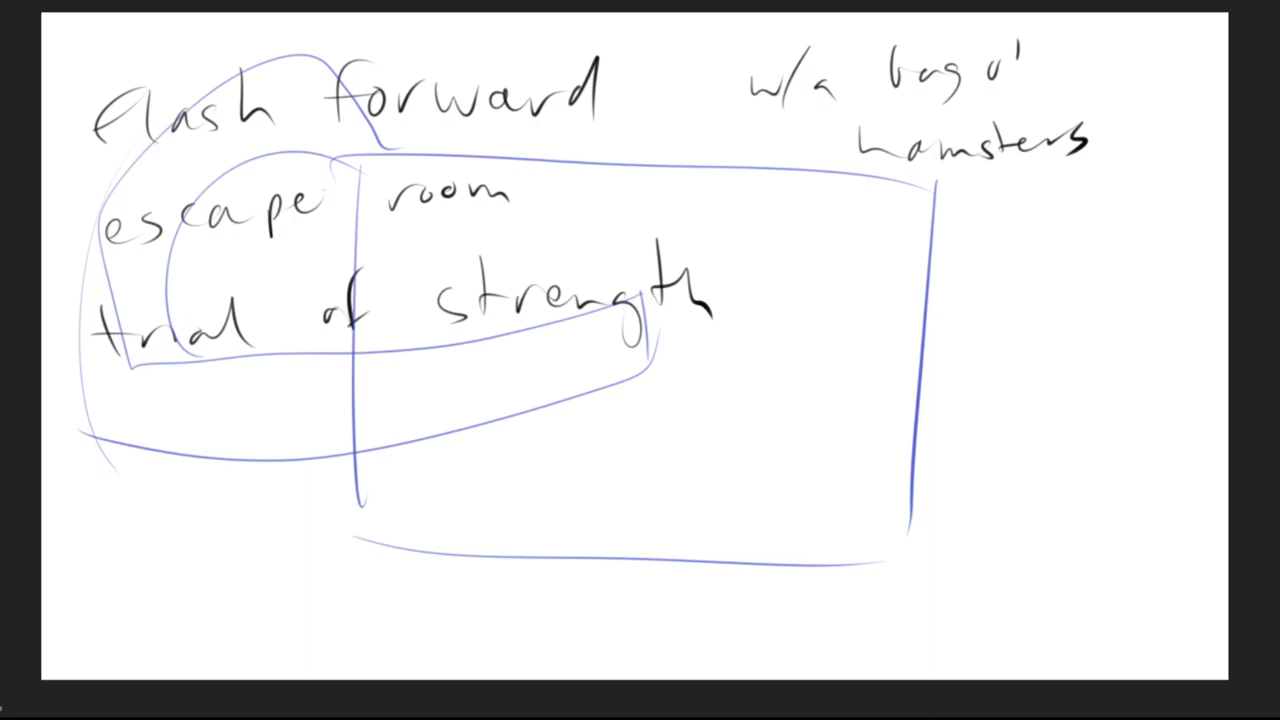 flash forward
w/a bag o'
hamsters
escape room
trial of strength